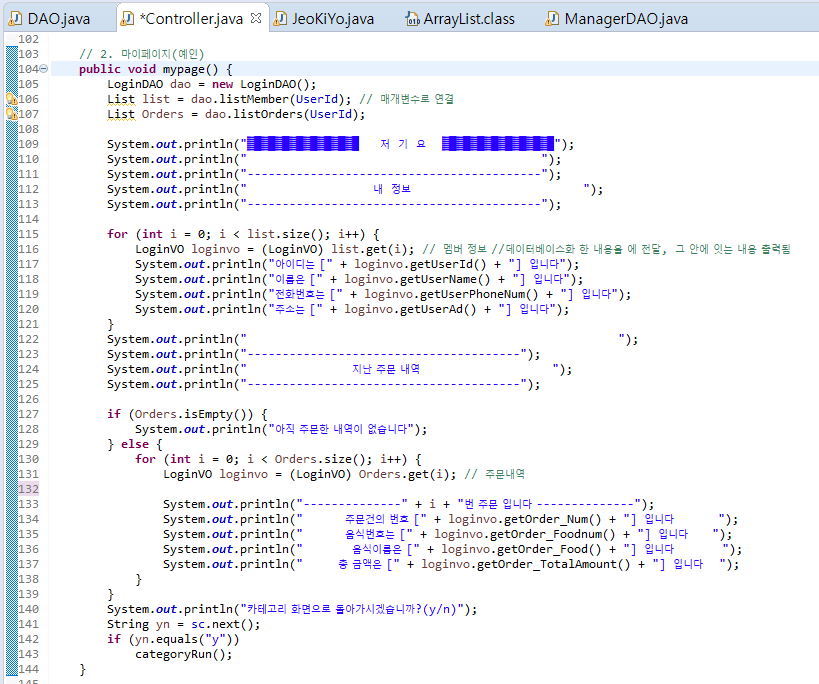 DAO.java *Controller.java JeoKiYo.java ArrayList.class ManagerDAO.java
102
103 // 2. 마이페이지(예인)
104 public void mypage() {
105 LoginDAO dao = new LoginDAO();
106 List list = dao.listMember(UserId); // 매개변수로 연결
107 List Orders = dao.listOrders(UserId);
108
109 System.out.println("▓▓▓▓▓▓▓▓▓▓▓▓▓▓▓▓ 저 기 요 ▓▓▓▓▓▓▓▓▓▓▓▓▓▓▓▓");
110 System.out.println(" ");
111 System.out.println("------------------------------------------");
112 System.out.println(" 내 정보 ");
113 System.out.println("------------------------------------------");
114
115 for (int i = 0; i < list.size(); i++) {
116 LoginVO loginvo = (LoginVO) list.get(i); // 멤버 정보 //데이터베이스화 한 내용을 에 전달, 그 안에 잇는 내용 출력됨
117 System.out.println("아이디는 [" + loginvo.getUserId() + "] 입니다");
118 System.out.println("이름은 [" + loginvo.getUserName() + "] 입니다");
119 System.out.println("전화번호는 [" + loginvo.getUserPhoneNum() + "] 입니다");
120 System.out.println("주소는 [" + loginvo.getUserAd() + "] 입니다");
121 }
122 System.out.println(" ");
123 System.out.println("---------------------------------------");
124 System.out.println(" 지난 주문 내역 ");
125 System.out.println("---------------------------------------");
126
127 if (Orders.isEmpty()) {
128 System.out.println("아직 주문한 내역이 없습니다");
129 } else {
130 for (int i = 0; i < Orders.size(); i++) {
131 LoginVO loginvo = (LoginVO) Orders.get(i); // 주문내역
132
133 System.out.println("--------------" + i + "번 주문 입니다 --------------");
134 System.out.println(" 주문건의 번호 [" + loginvo.getOrder_Num() + "] 입니다 ");
135 System.out.println(" 음식번호는 [" + loginvo.getOrder_Foodnum() + "] 입니다 ");
136 System.out.println(" 음식이름은 [" + loginvo.getOrder_Food() + "] 입니다 ");
137 System.out.println(" 총 금액은 [" + loginvo.getOrder_TotalAmount() + "] 입니다 ");
138 }
139 }
140 System.out.println("카테고리 화면으로 돌아가시겠습니까?(y/n)");
141 String yn = sc.next();
142 if (yn.equals("y"))
143 categoryRun();
144 }
145